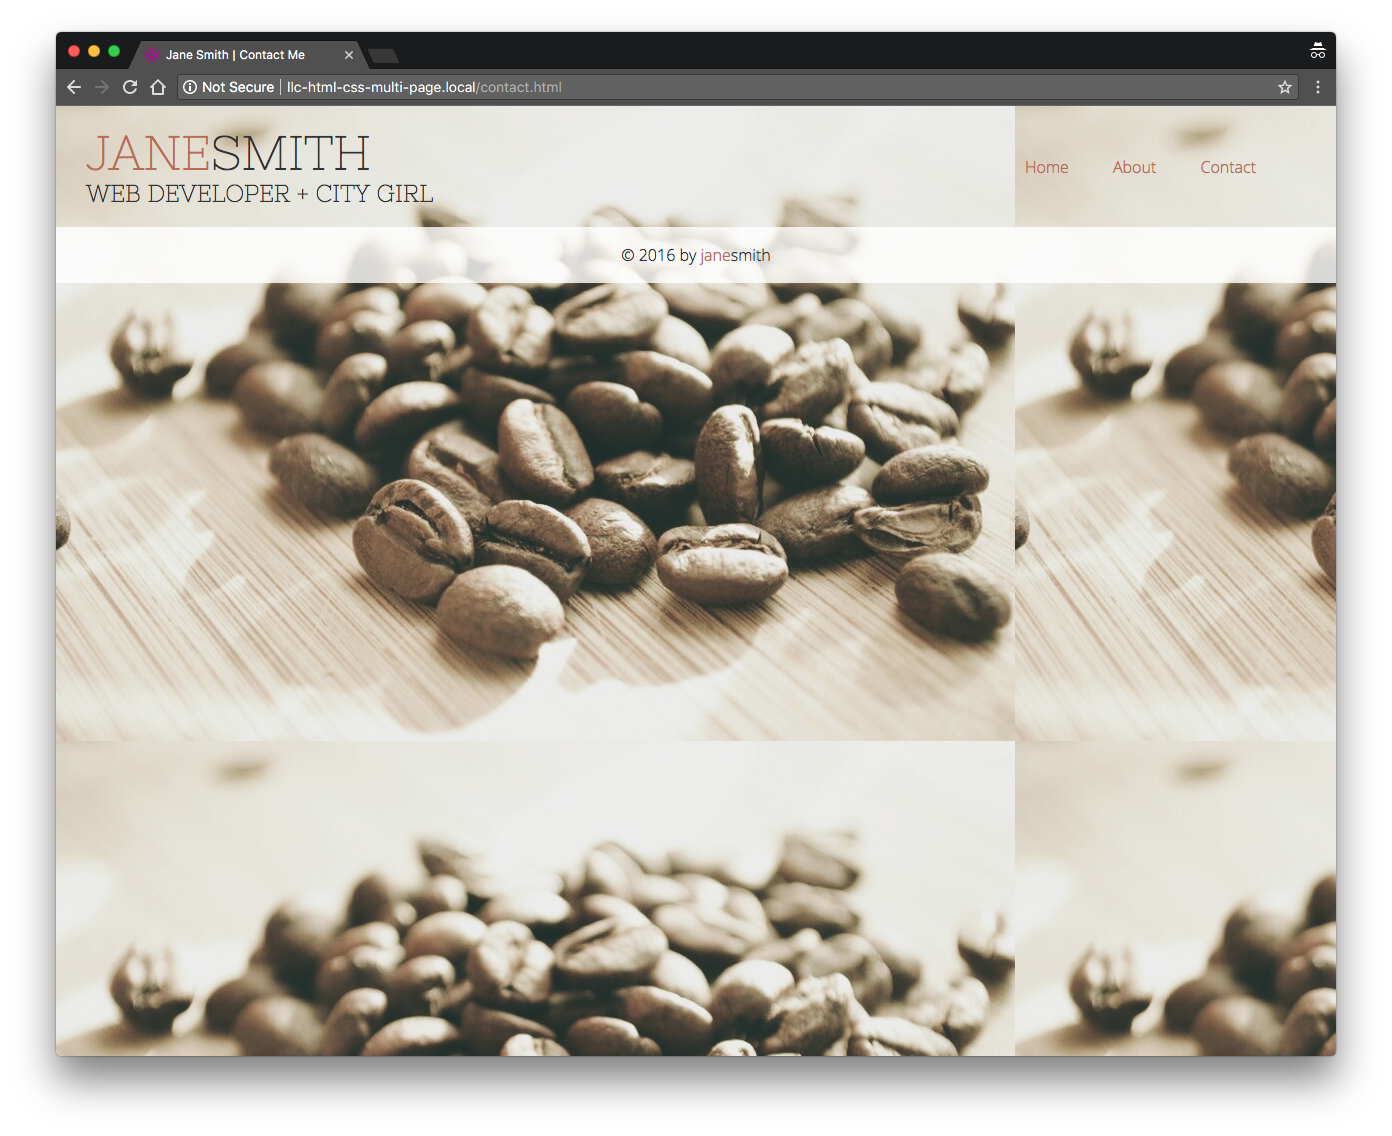 Jane Smith | Contact Me
Not Secure | llc-html-css-multi-page.local/contact.html
JANESMITH
WEB DEVELOPER + CITY GIRL
Home About Contact
© 2016 by janesmith